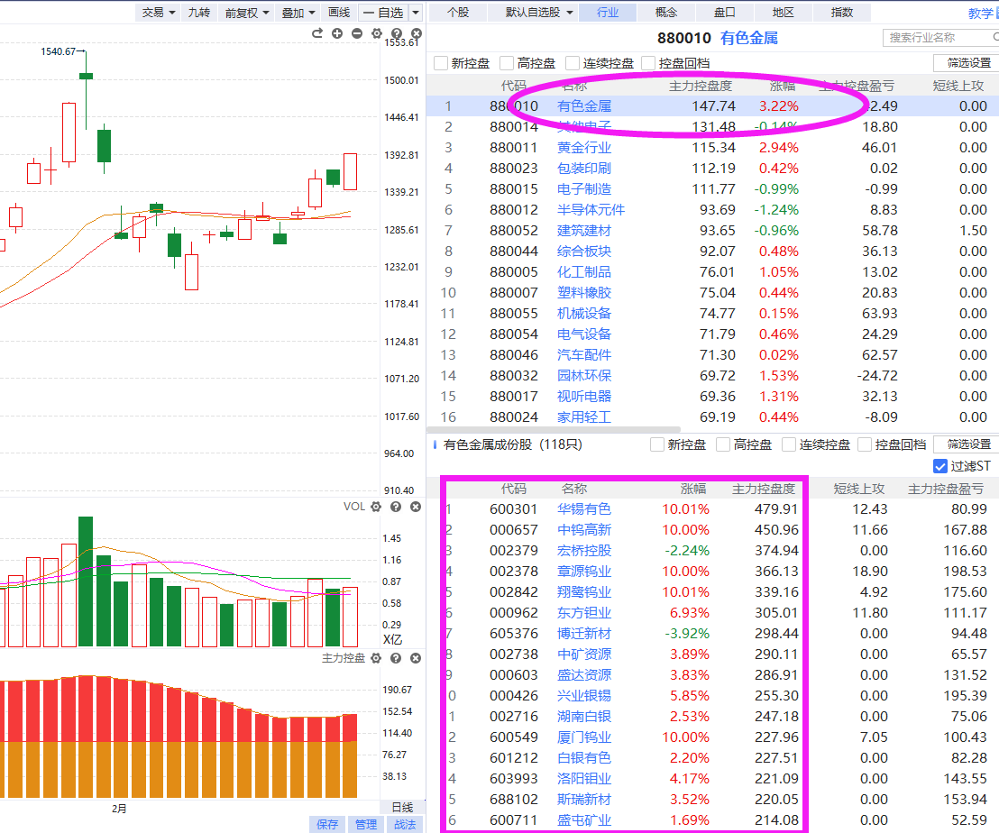 交易 九转 前复权 叠加 画线 一 自选 个股 默认自选股 行业 概念 盘口 地区 指数 教学
880010 有色金属 搜索行业名称
新控盘 高控盘 连续控盘 控盘回档 筛选设置
代码 名称 主力控盘度 涨幅 主力控盘盈亏 短线上攻
1 880010 有色金属 147.74 3.22% 2.49 0.00
2 880014 其他电子 131.48 -0.14% 18.80 0.00
3 880011 黄金行业 115.34 2.94% 46.01 0.00
4 880023 包装印刷 112.19 0.42% 0.02 0.00
5 880015 电子制造 111.77 -0.99% -0.99 0.00
6 880012 半导体元件 93.69 -1.24% 8.83 0.00
7 880052 建筑建材 93.65 -0.96% 58.78 1.50
8 880044 综合板块 92.07 0.48% 36.13 0.00
9 880005 化工制品 76.01 1.05% 13.02 0.00
10 880007 塑料橡胶 75.04 0.44% 20.83 0.00
11 880055 机械设备 74.77 0.15% 63.93 0.00
12 880054 电气设备 71.79 0.46% 24.29 0.00
13 880046 汽车配件 71.30 0.02% 62.57 0.00
14 880032 园林环保 69.72 1.53% -24.72 0.00
15 880017 视听电器 69.36 1.31% 32.13 0.00
16 880024 家用轻工 69.19 0.44% -8.09 0.00
有色金属成份股（118只） 新控盘 高控盘 连续控盘 控盘回档 筛选设置
过滤ST
代码 名称 涨幅 主力控盘度 短线上攻 主力控盘盈亏
1 600301 华锡有色 10.01% 479.91 12.43 80.99
2 000657 中钨高新 10.00% 450.96 11.66 167.88
3 002379 宏桥控股 -2.24% 374.94 0.00 116.60
4 002378 章源钨业 10.00% 366.13 18.90 198.53
5 002842 翔鹭钨业 10.01% 339.16 4.92 175.60
6 000962 东方钽业 6.93% 305.01 11.80 111.17
7 605376 博迁新材 -3.92% 298.44 0.00 94.48
8 002738 中矿资源 3.89% 290.11 0.00 65.57
9 000603 盛达资源 3.83% 286.91 0.00 131.52
0 000426 兴业银锡 5.85% 255.30 0.00 195.39
1 002716 湖南白银 2.53% 247.18 0.00 75.06
2 600549 厦门钨业 10.00% 227.96 7.05 100.43
3 601212 白银有色 2.20% 227.51 0.00 82.28
4 603993 洛阳钼业 4.17% 221.09 0.00 143.55
5 688102 斯瑞新材 3.52% 220.05 0.00 153.94
6 600711 盛屯矿业 1.69% 214.08 0.00 52.59
1540.67
1553.61
1500.01
1446.41
1392.81
1339.21
1285.61
1232.01
1178.41
1124.81
1071.20
1017.60
964.00
910.40
VOL
1.45
1.16
0.87
0.58
0.29
X亿
主力控盘
190.67
152.54
114.40
76.27
38.13
2月 日线
保存 管理 战法